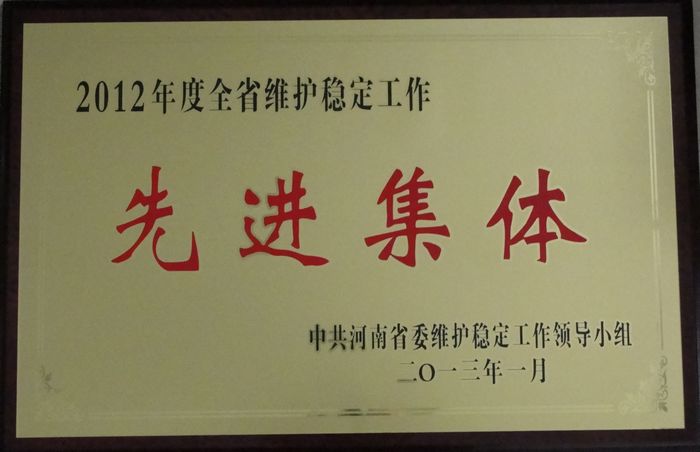 2012年度全省维护稳定工作
先进集体
中共河南省委维护稳定工作领导小组
二〇一三年一月